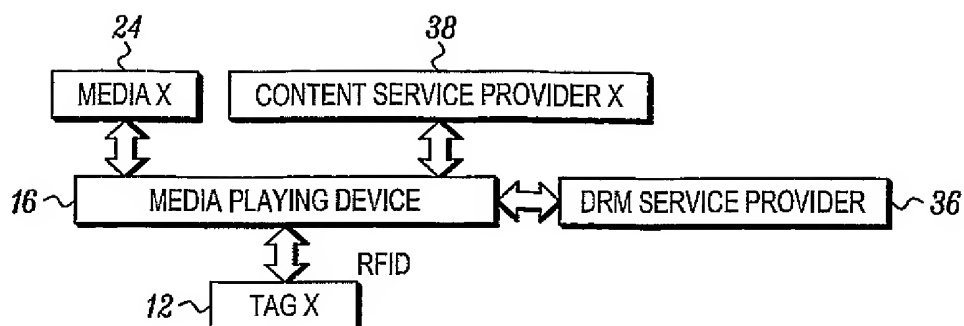 24
38
MEDIA X
CONTENT SERVICE PROVIDER X
16
MEDIA PLAYING DEVICE
DRM SERVICE PROVIDER
36
RFID
12
TAG X